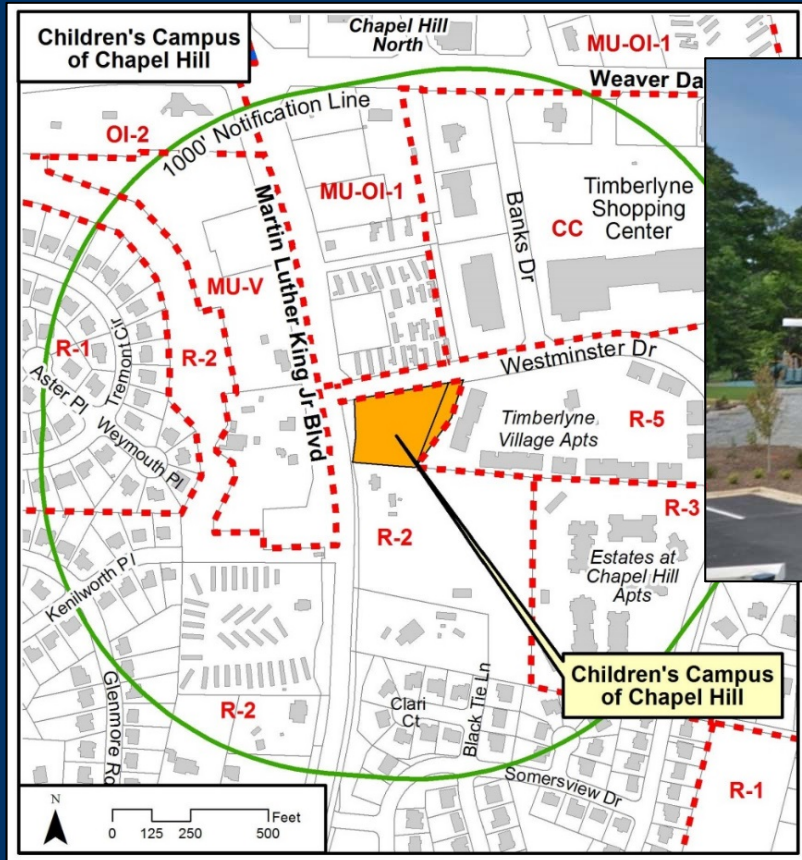 Children's Campus
of Chapel Hill
Chapel Hill
North
MU-OI-1
Weaver Da
1000' Notification Line
OI-2
Martin Luther King Jr Blvd
MU-OI-1
Banks Dr
Timberlyne
Shopping
Center
CC
MU-V
Tremont Cir
R-1
R-2
Aster Pl
Weymouth Pl
Westminster Dr
Timberlyne
Village Apts
R-5
R-3
R-2
Estates at
Chapel Hill
Apts
Kenilworth Pl
Children's Campus
of Chapel Hill
Glenmore Ro
R-2
Clari
Ct
Black Tie Ln
Somersview Dr
R-1
N
Feet
0 125 250 500